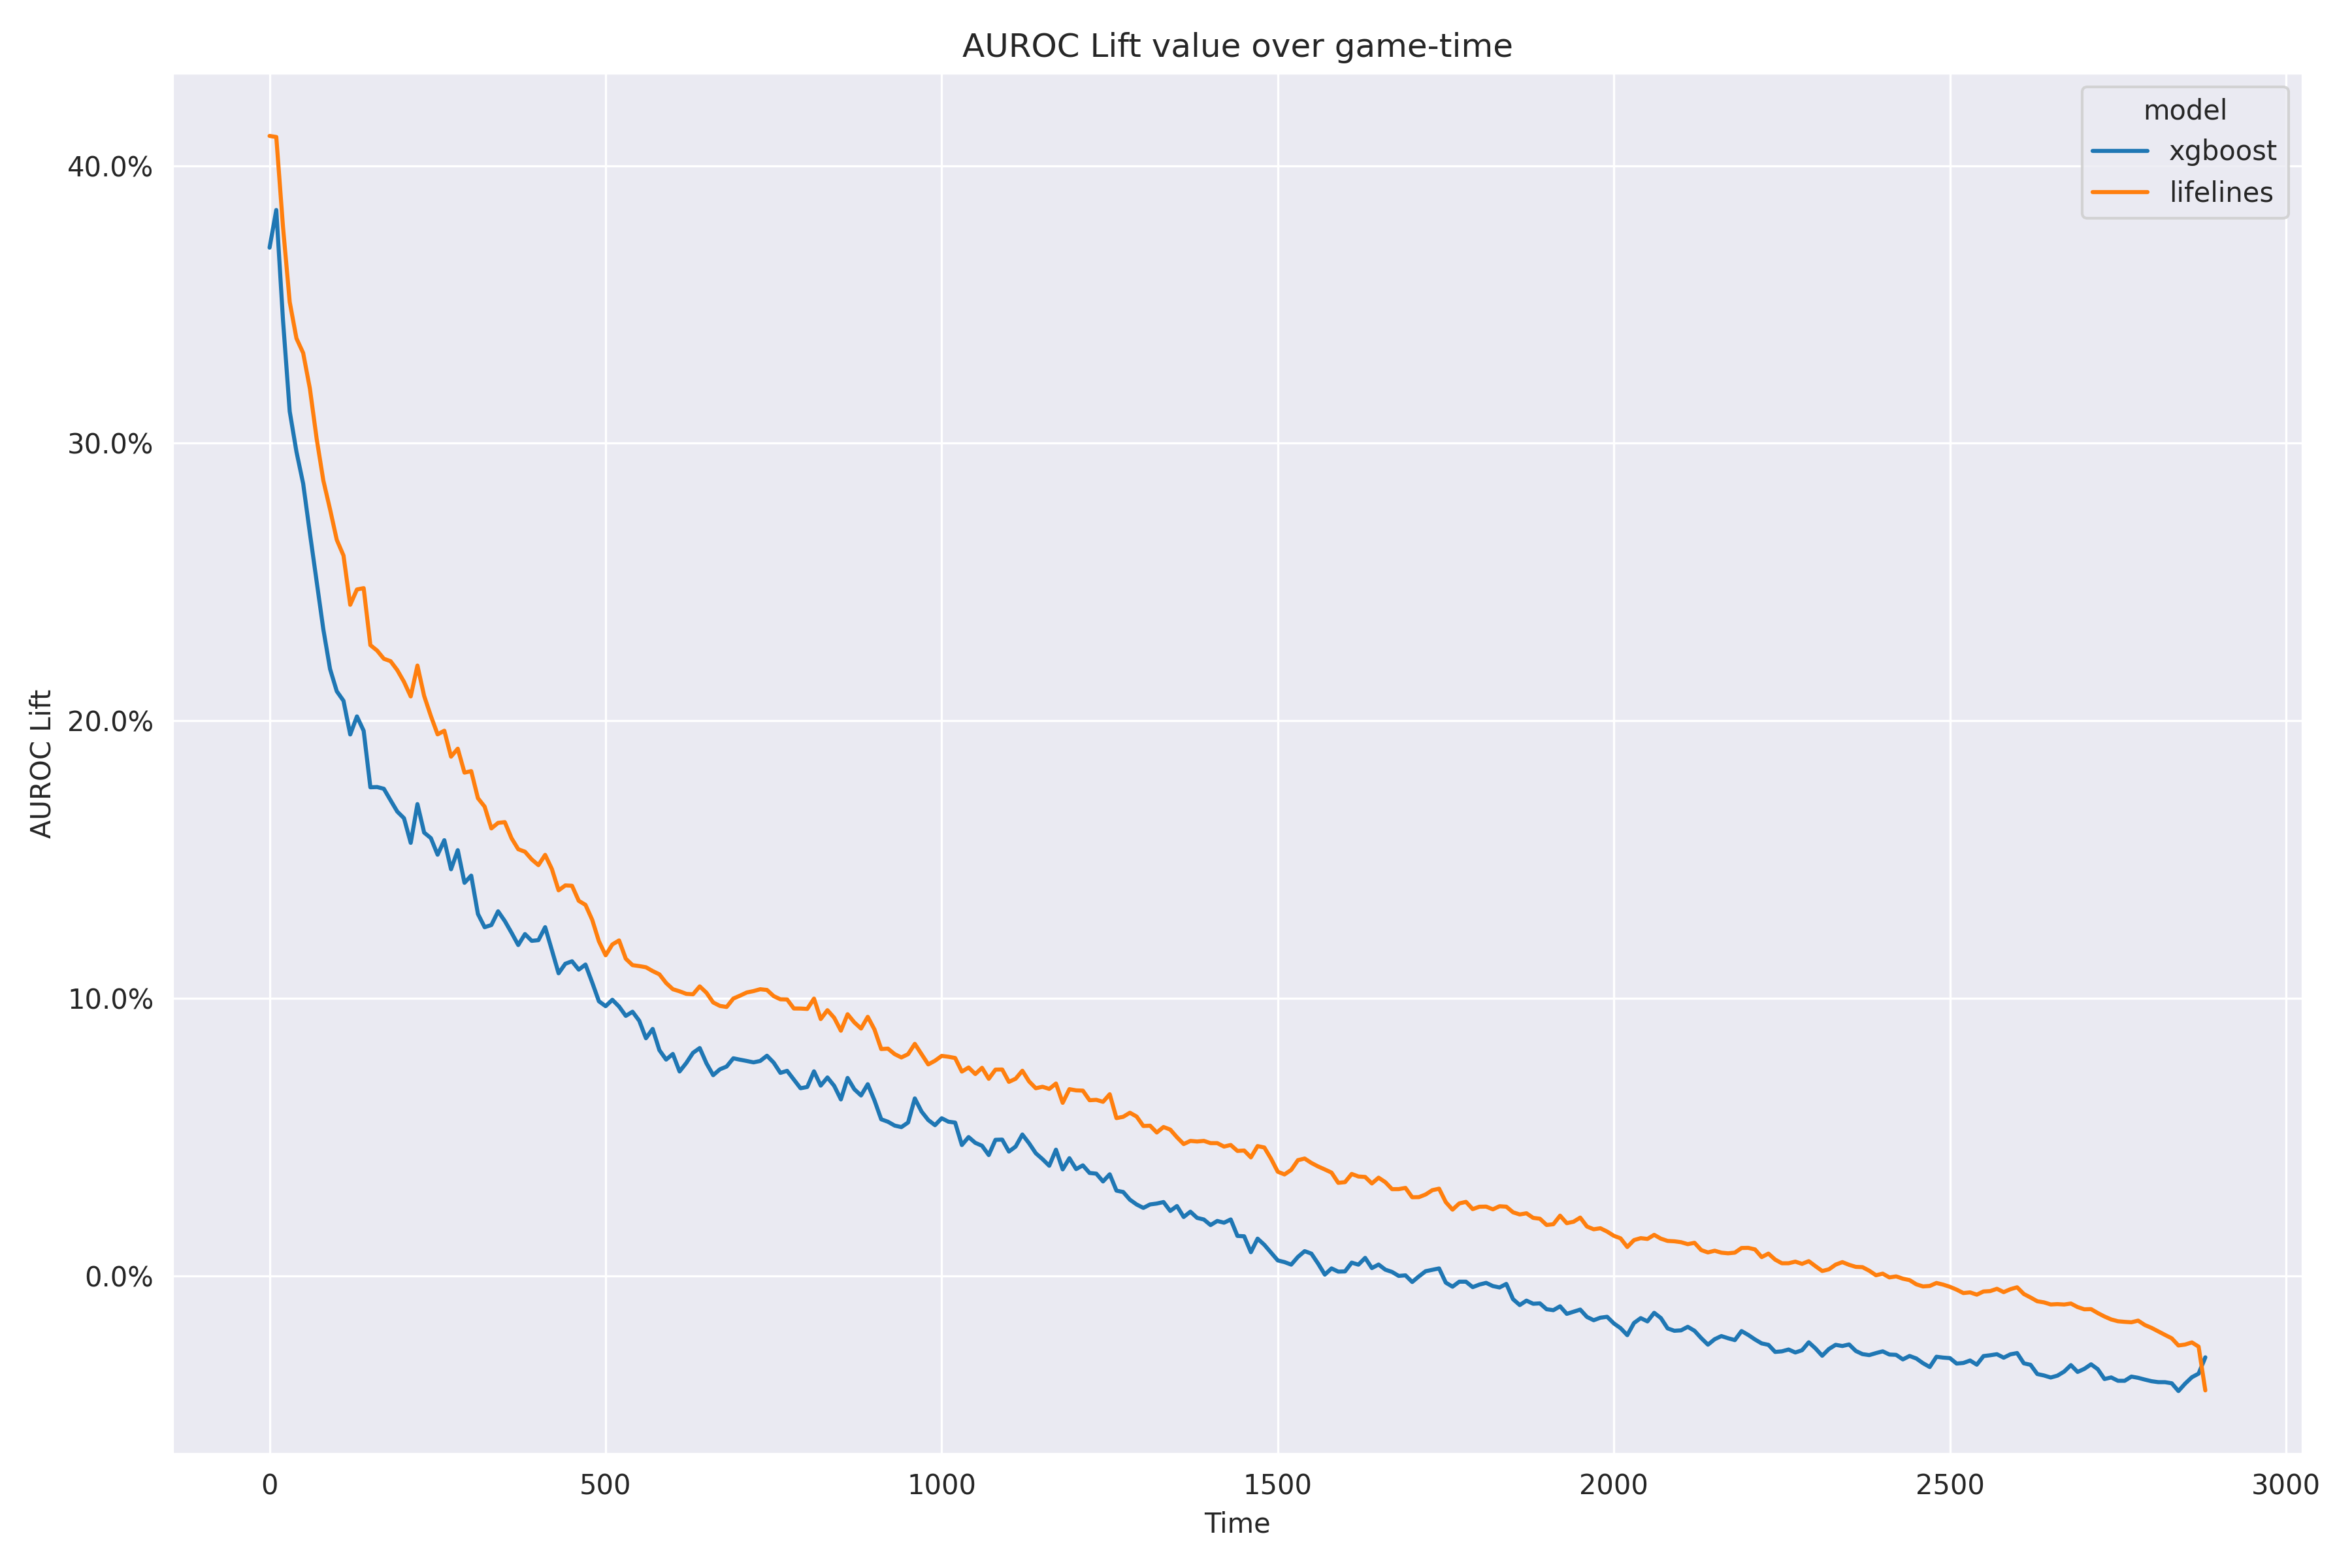 AUROC Lift value over game-time
model
xgboost
lifelines
AUROC Lift
40.0%
30.0%
20.0%
10.0%
0.0%
0 500 1000 1500 2000 2500 3000
Time